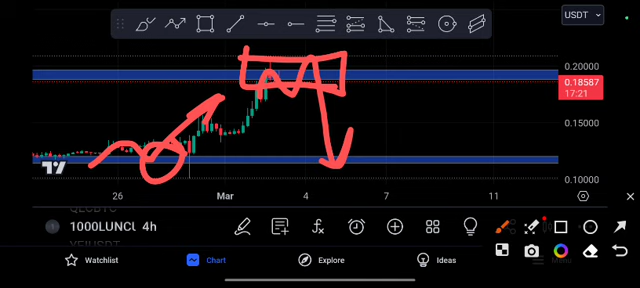 USDT
0.20000
0.18587
17:21
0.15000
0.10000
26
Mar
4
7
11
1000LUNCU 4h
Watchlist
Chart
Explore
Ideas